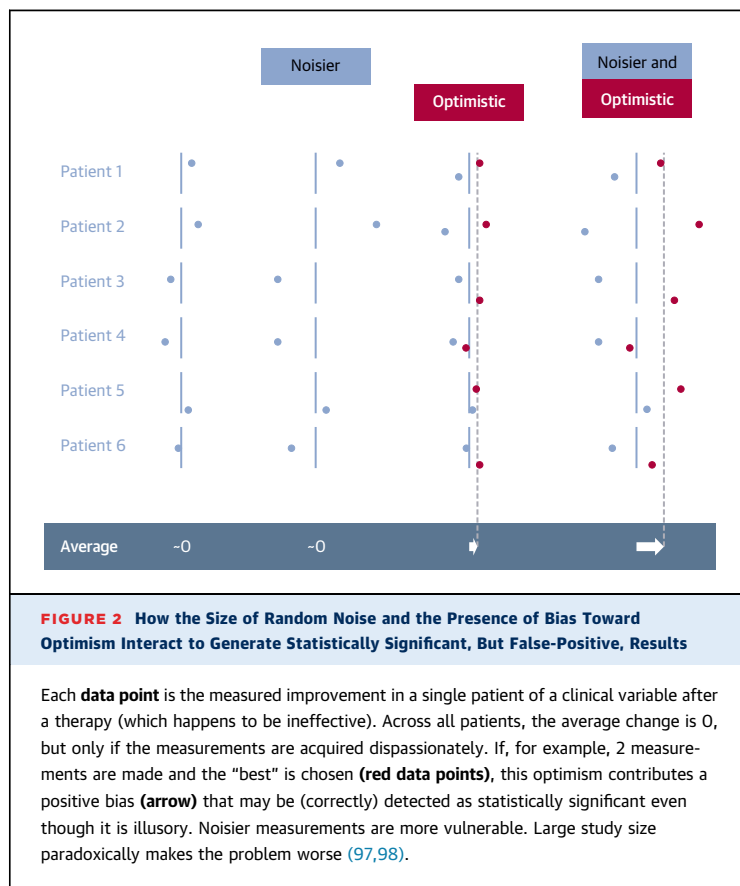 Noisier
Noisier and
Optimistic
Optimistic
Patient 1
Patient 2
Patient 3
Patient 4
Patient 5
Patient 6
Average ~0 ~0
FIGURE 2 How the Size of Random Noise and the Presence of Bias Toward
Optimism Interact to Generate Statistically Significant, But False-Positive, Results
Each data point is the measured improvement in a single patient of a clinical variable after
a therapy (which happens to be ineffective). Across all patients, the average change is 0,
but only if the measurements are acquired dispassionately. If, for example, 2 measure-
ments are made and the “best” is chosen (red data points), this optimism contributes a
positive bias (arrow) that may be (correctly) detected as statistically significant even
though it is illusory. Noisier measurements are more vulnerable. Large study size
paradoxically makes the problem worse (97,98).